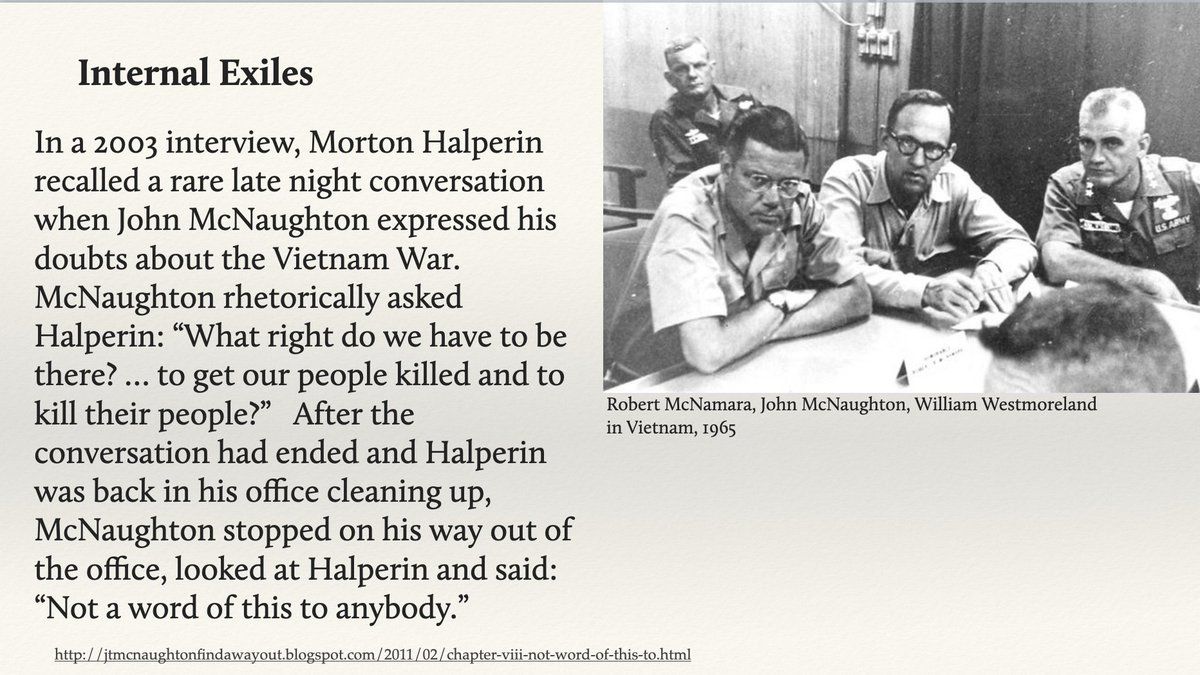 Internal Exiles
In a 2003 interview, Morton Halperin
recalled a rare late night conversation
when John McNaughton expressed his
doubts about the Vietnam War.
McNaughton rhetorically asked
Halperin: “What right do we have to be
there? ... to get our people killed and to
kill their people?” After the
conversation had ended and Halperin
was back in his office cleaning up,
McNaughton stopped on his way out of
the office, looked at Halperin and said:
“Not a word of this to anybody.”
http://jtmcnaughtonfindawayout.blogspot.com/2011/02/chapter-viii-not-word-of-this-to.html
U.S. ARMY
Robert McNamara, John McNaughton, William Westmoreland
in Vietnam, 1965